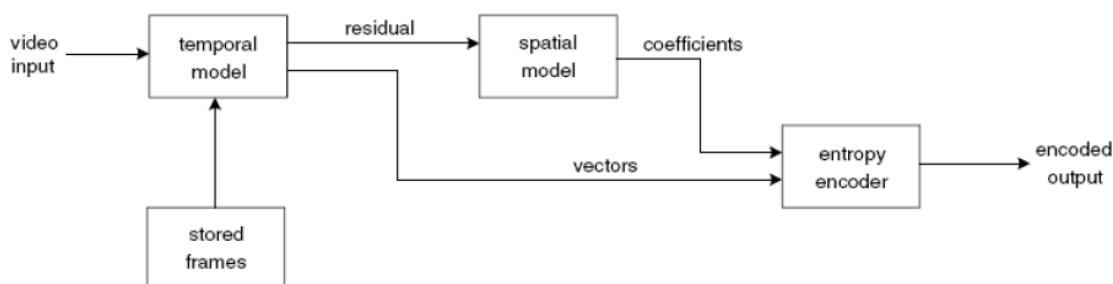 video
input
temporal
model
residual
spatial
model
coefficients
vectors
entropy
encoder
encoded
output
stored
frames